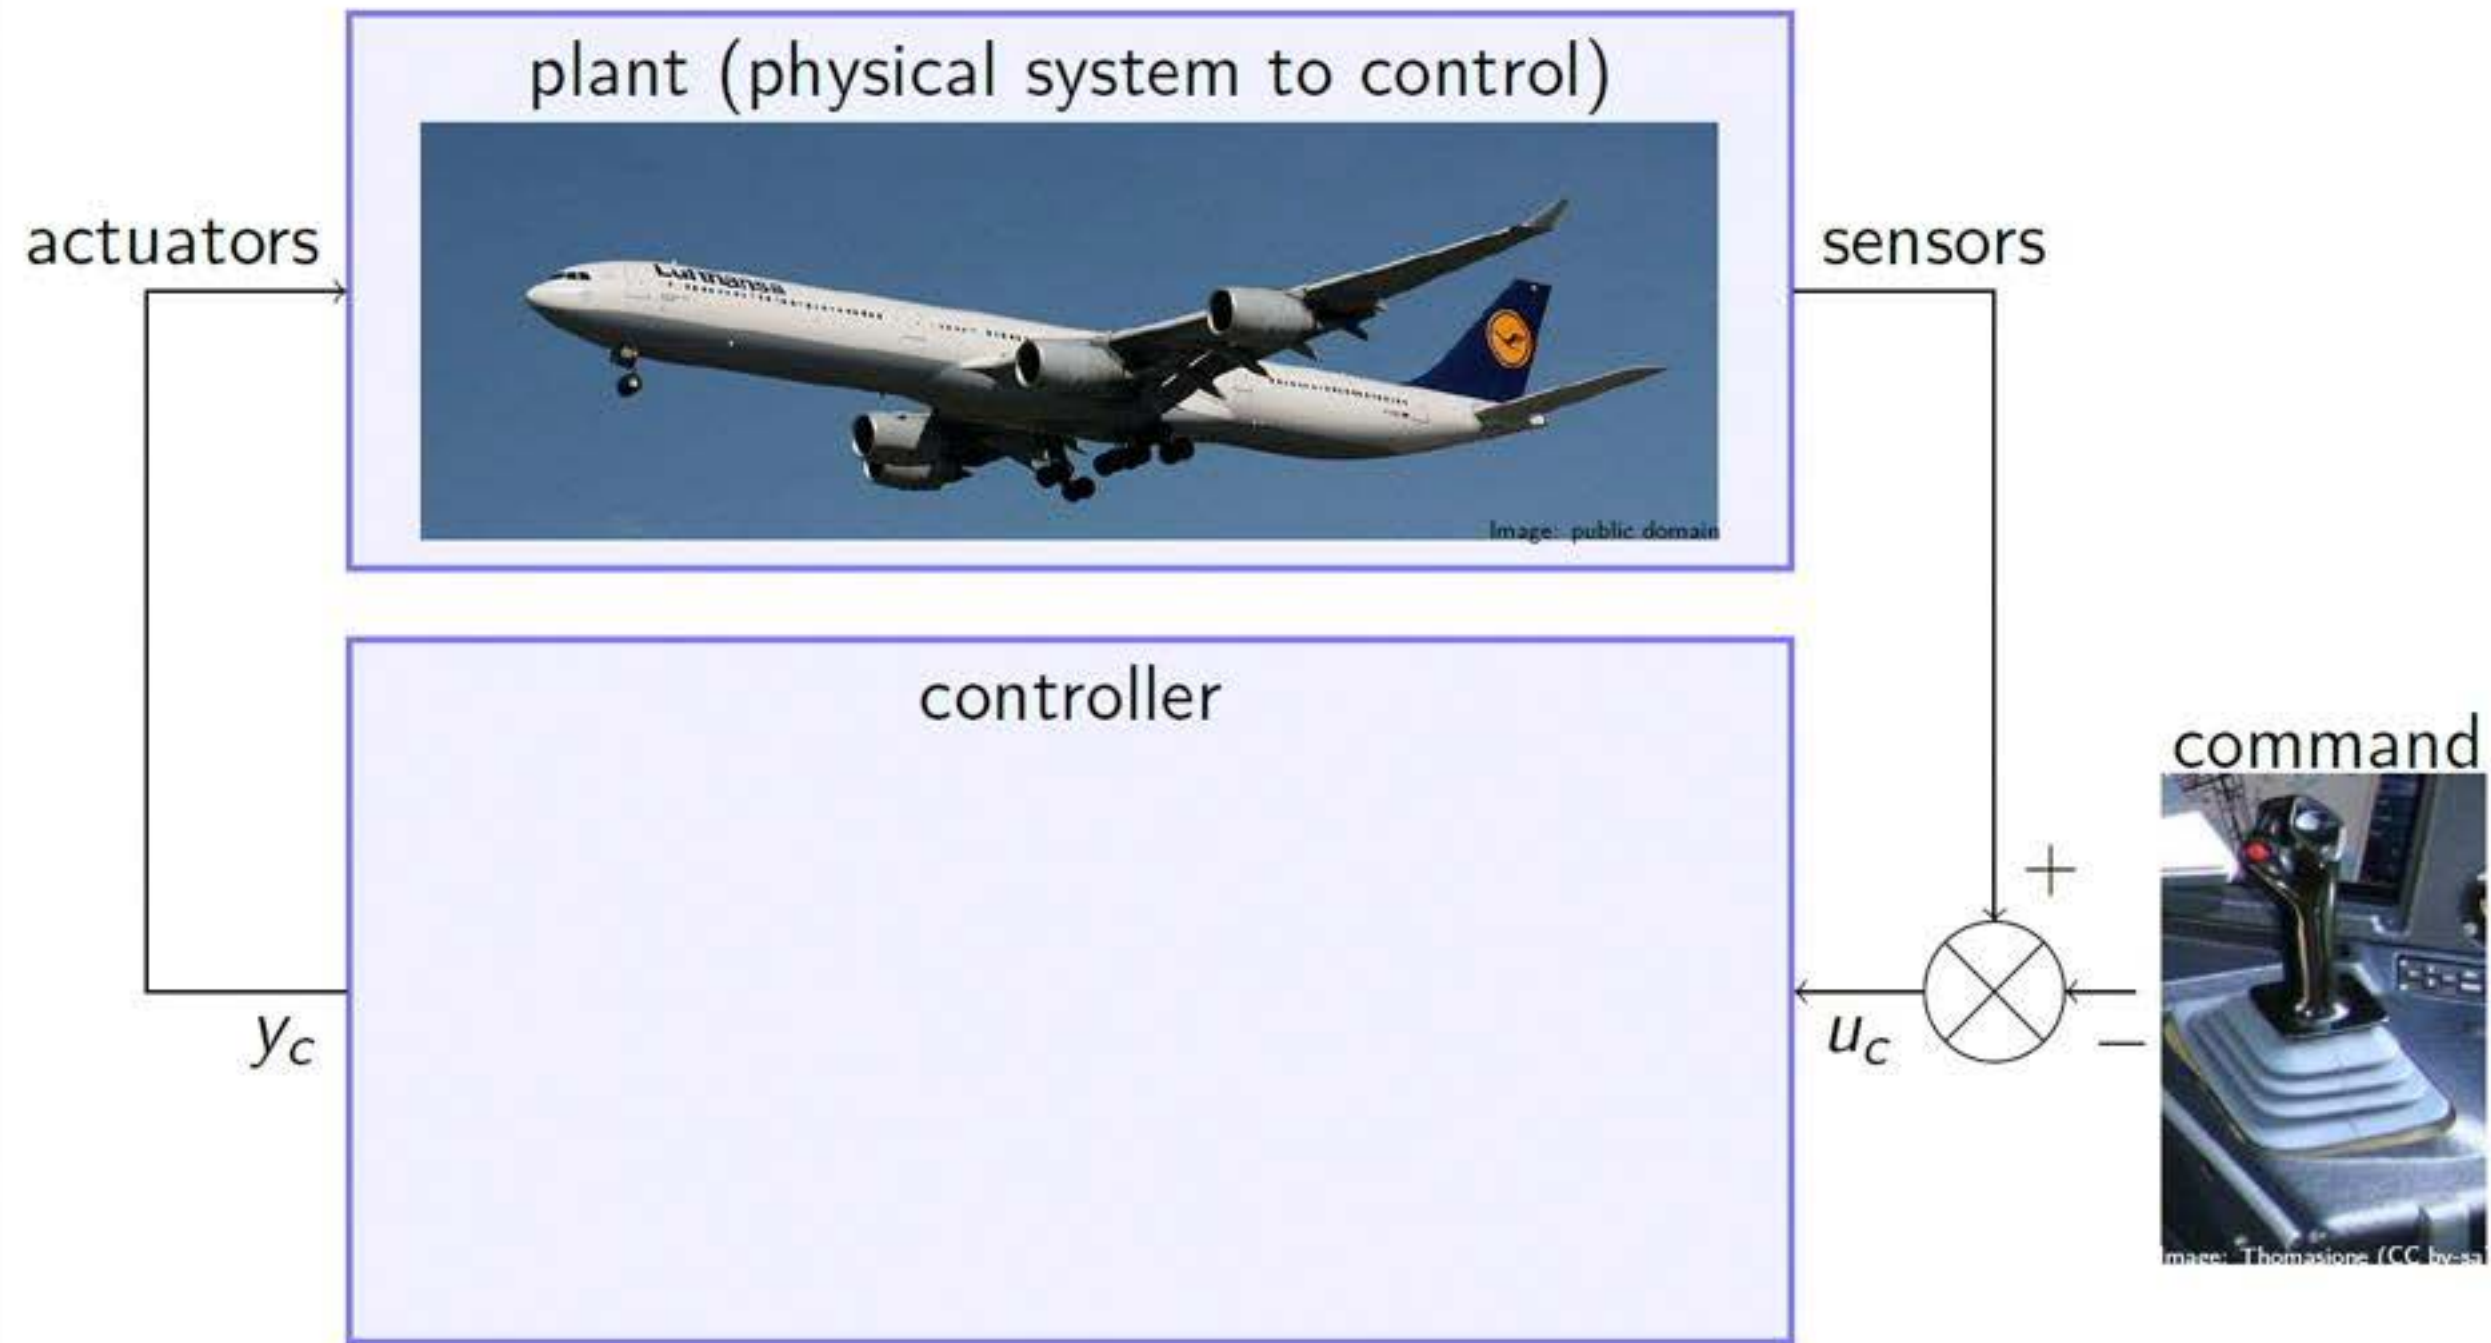 plant (physical system to control)
actuators
Lufthansa
sensors
Image: public domain
controller
command
+
y_c
u_c
−
Image: Thomasione (CC by-sa